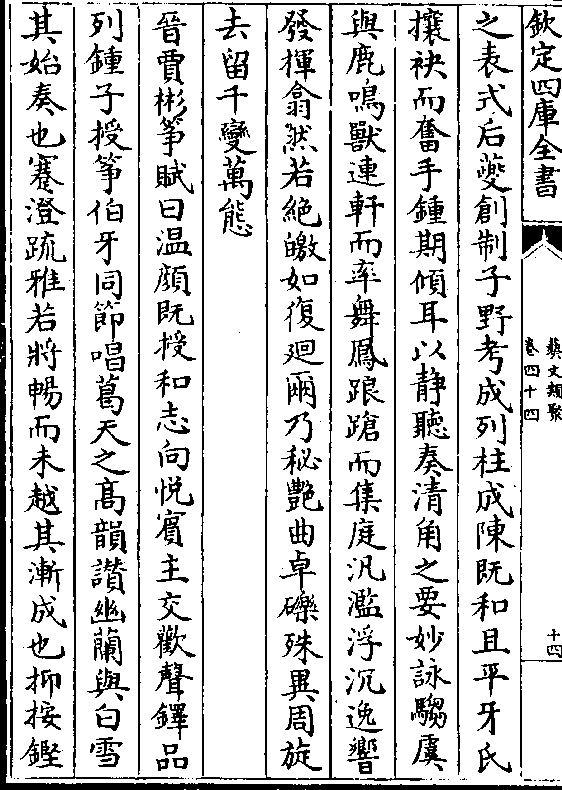 欽定四庫全書
藝文類聚
卷四十四
十四
之表式后夔創制子野考成列柱成陳既和且平牙氏
攘袂而奮手鍾期傾耳以静聽奏清角之要妙詠騶虞
與鹿鳴獸連軒而率舞鳳踉蹌而集庭汎濫浮沉逸響
發揮翕然若絶皦如復廻爾乃秘艷曲卓礫殊異周旋
去留千變萬態
晉賈彬筝賦曰温顔既授和志向悦賓主交歡聲鐸品
列鍾子授筝伯牙同節唱葛天之髙韻讃幽蘭與白雪
其始奏也蹇澄疏雅若將暢而未越其漸成也抑按鏗